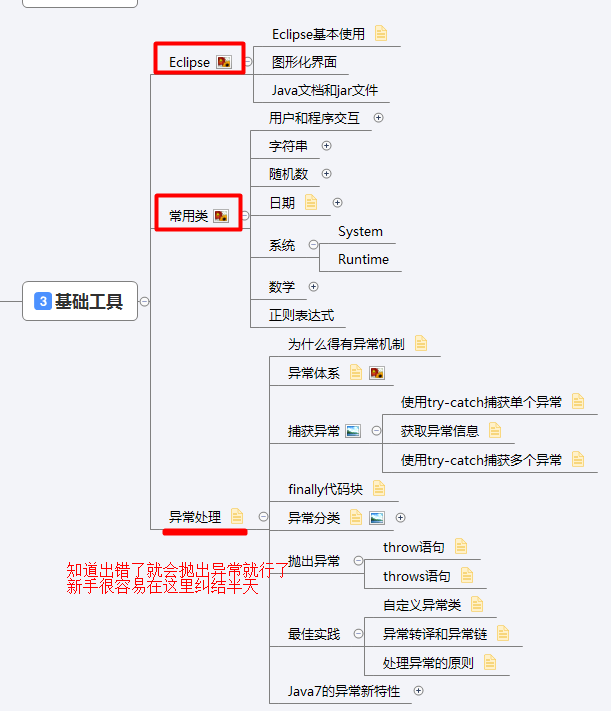 Eclipse基本使用
Eclipse
图形化界面
Java文档和jar文件
用户和程序交互
字符串
随机数
日期
常用类
System
系统
Runtime
数学
3 基础工具
正则表达式
为什么得有异常机制
异常体系
使用try-catch捕获单个异常
捕获异常
获取异常信息
使用try-catch捕获多个异常
finally代码块
异常处理
异常分类
throw语句
抛出异常
知道出错了就会抛出异常就行了
throws语句
新手很容易在这里纠结半天
自定义异常类
最佳实践
异常转译和异常链
处理异常的原则
Java7的异常新特性